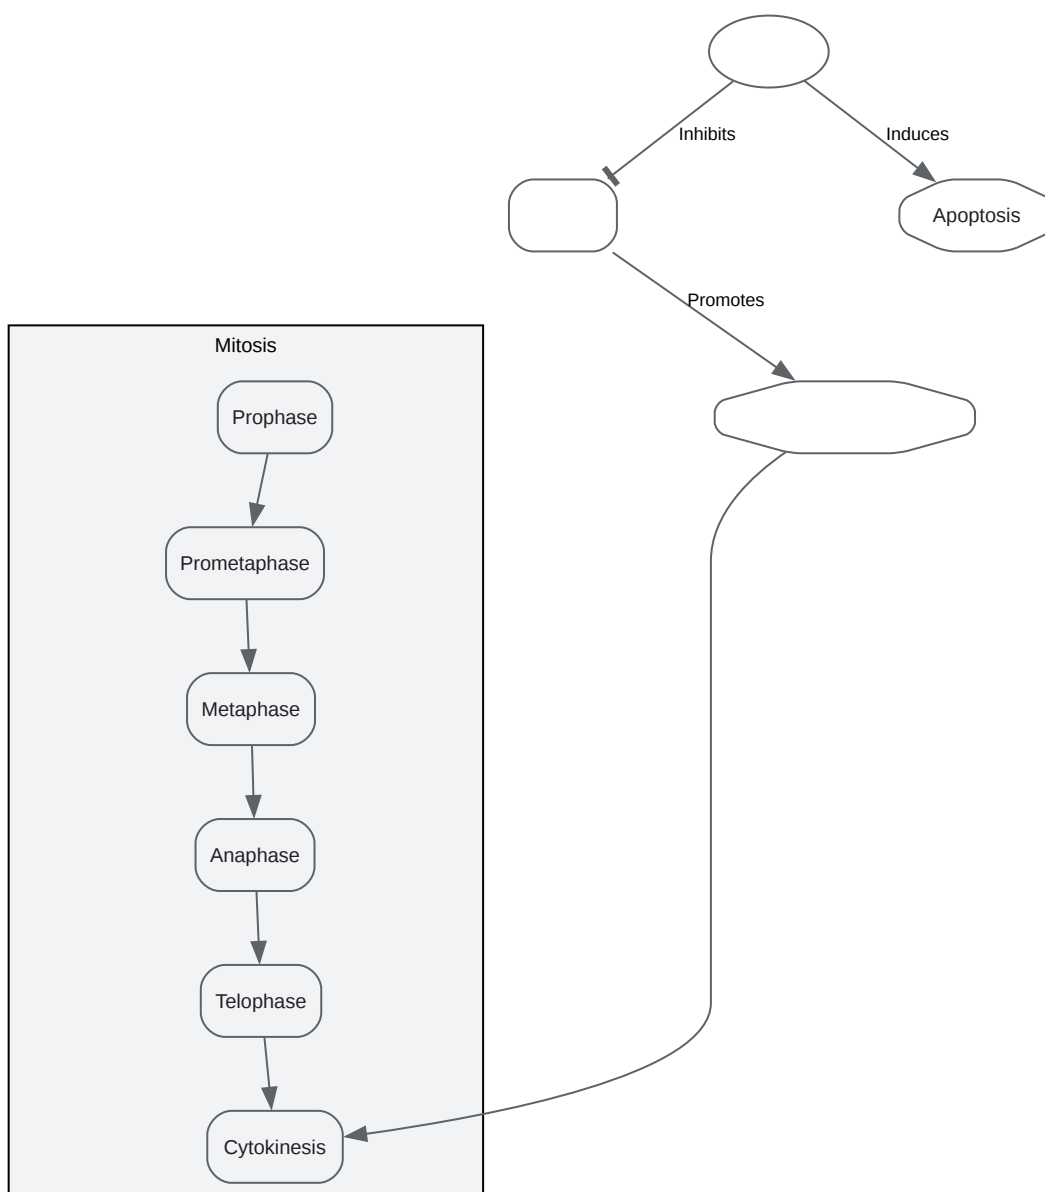 Inhibits
Induces
Apoptosis
Promotes
Mitosis
Prophase
Prometaphase
Metaphase
Anaphase
Telophase
Cytokinesis